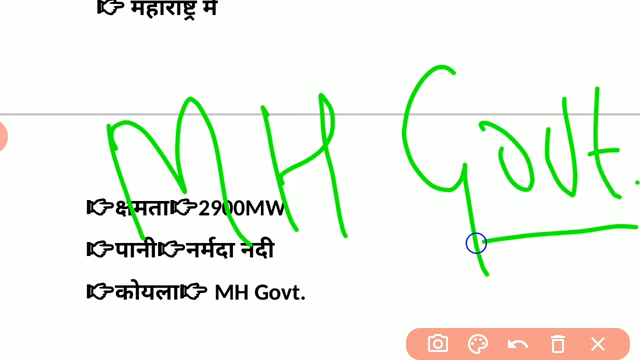 👉 महाराष्ट्र में
MH Govt.
👉क्षमता👉2900MW
👉पानी👉नर्मदा नदी
👉कोयला👉 MH Govt.